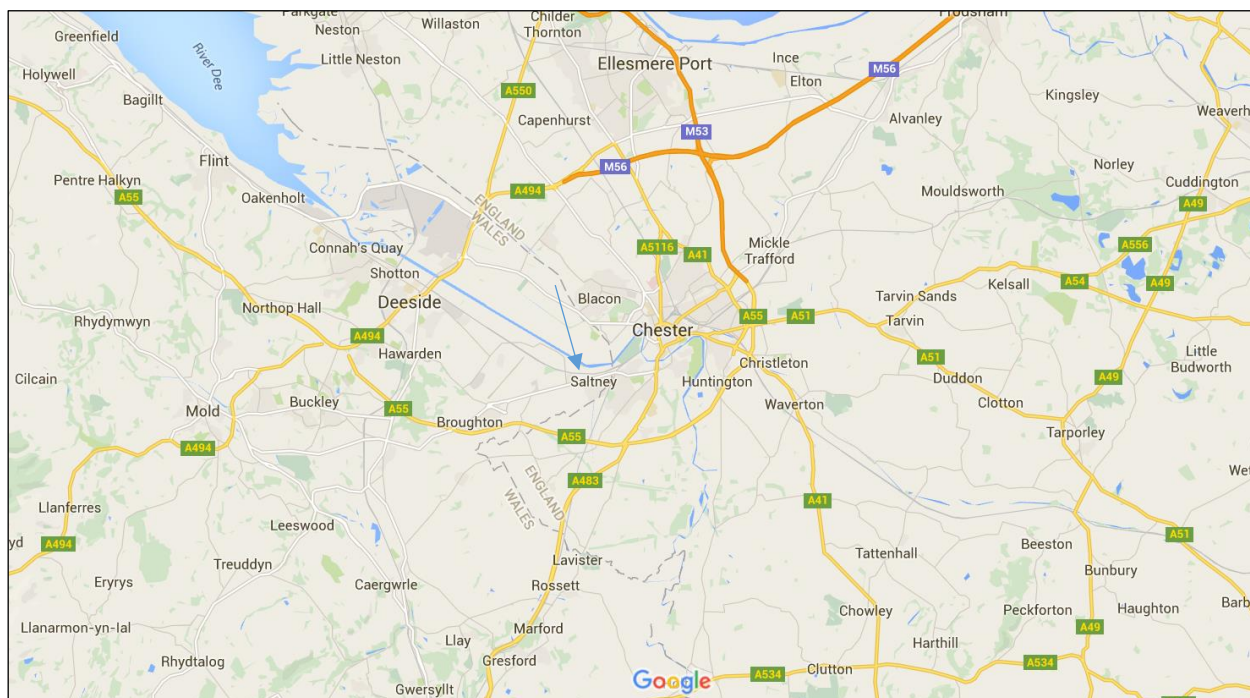 Parkgate
Neston
Willaston
Childer
Thornton
Frodsham
Greenfield
River Dee
Little Neston
Ellesmere Port
Ince
M56
Elton
Holywell
Bagillt
A550
Kingsley
Weaverh
Capenhurst
M53
Alvanley
Flint
M56
Norley
Pentre Halkyn
A55
Oakenholt
A494
Mouldsworth
Cuddington
A49
ENGLAND
WALES
Connah's Quay
A5116
A41
Mickle
Trafford
A556
Shotton
Deeside
Blacon
Kelsall
A54
A49
Northop Hall
Tarvin Sands
Rhydymwyn
Chester
A55
A51
Tarvin
A494
Hawarden
Christleton
A51
Little
Budworth
Cilcain
Saltney
Huntington
Duddon
A49
Mold
Buckley
A55
Broughton
Waverton
Clotton
A494
A55
Tarporley
ENGLAND
WALES
A483
Wet
Llanferres
Leeswood
A41
A51
yd
A494
Treuddyn
Lavister
Tattenhall
Beeston
Eryrys
Caergwrle
Rossett
Bunbury
Chowley
Peckforton
Haughton
Barb
Llanarmon-yn-Ial
Llay
Marford
A49
Harthill
Rhydtalog
Gresford
Clutton
A534
Gwersyllt
Google
A534